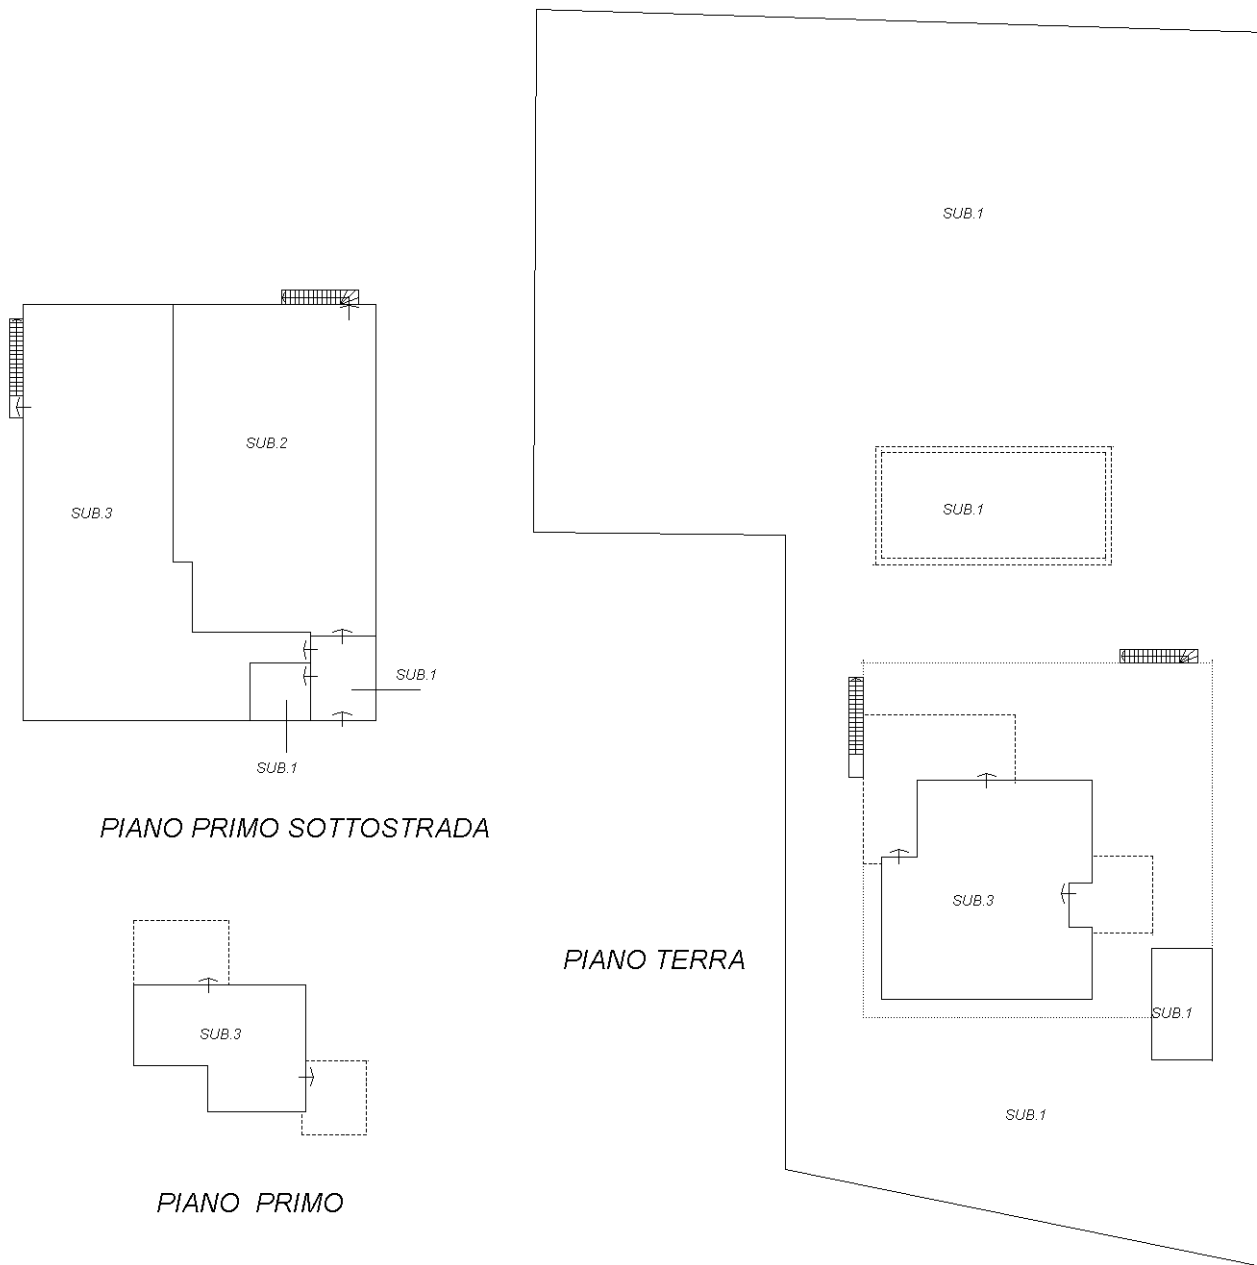 SUB.1
SUB.2
SUB.3
SUB.1
SUB.1
SUB.1
PIANO PRIMO SOTTOSTRADA
SUB.3
PIANO TERRA
SUB.1
SUB.3
SUB.1
PIANO PRIMO